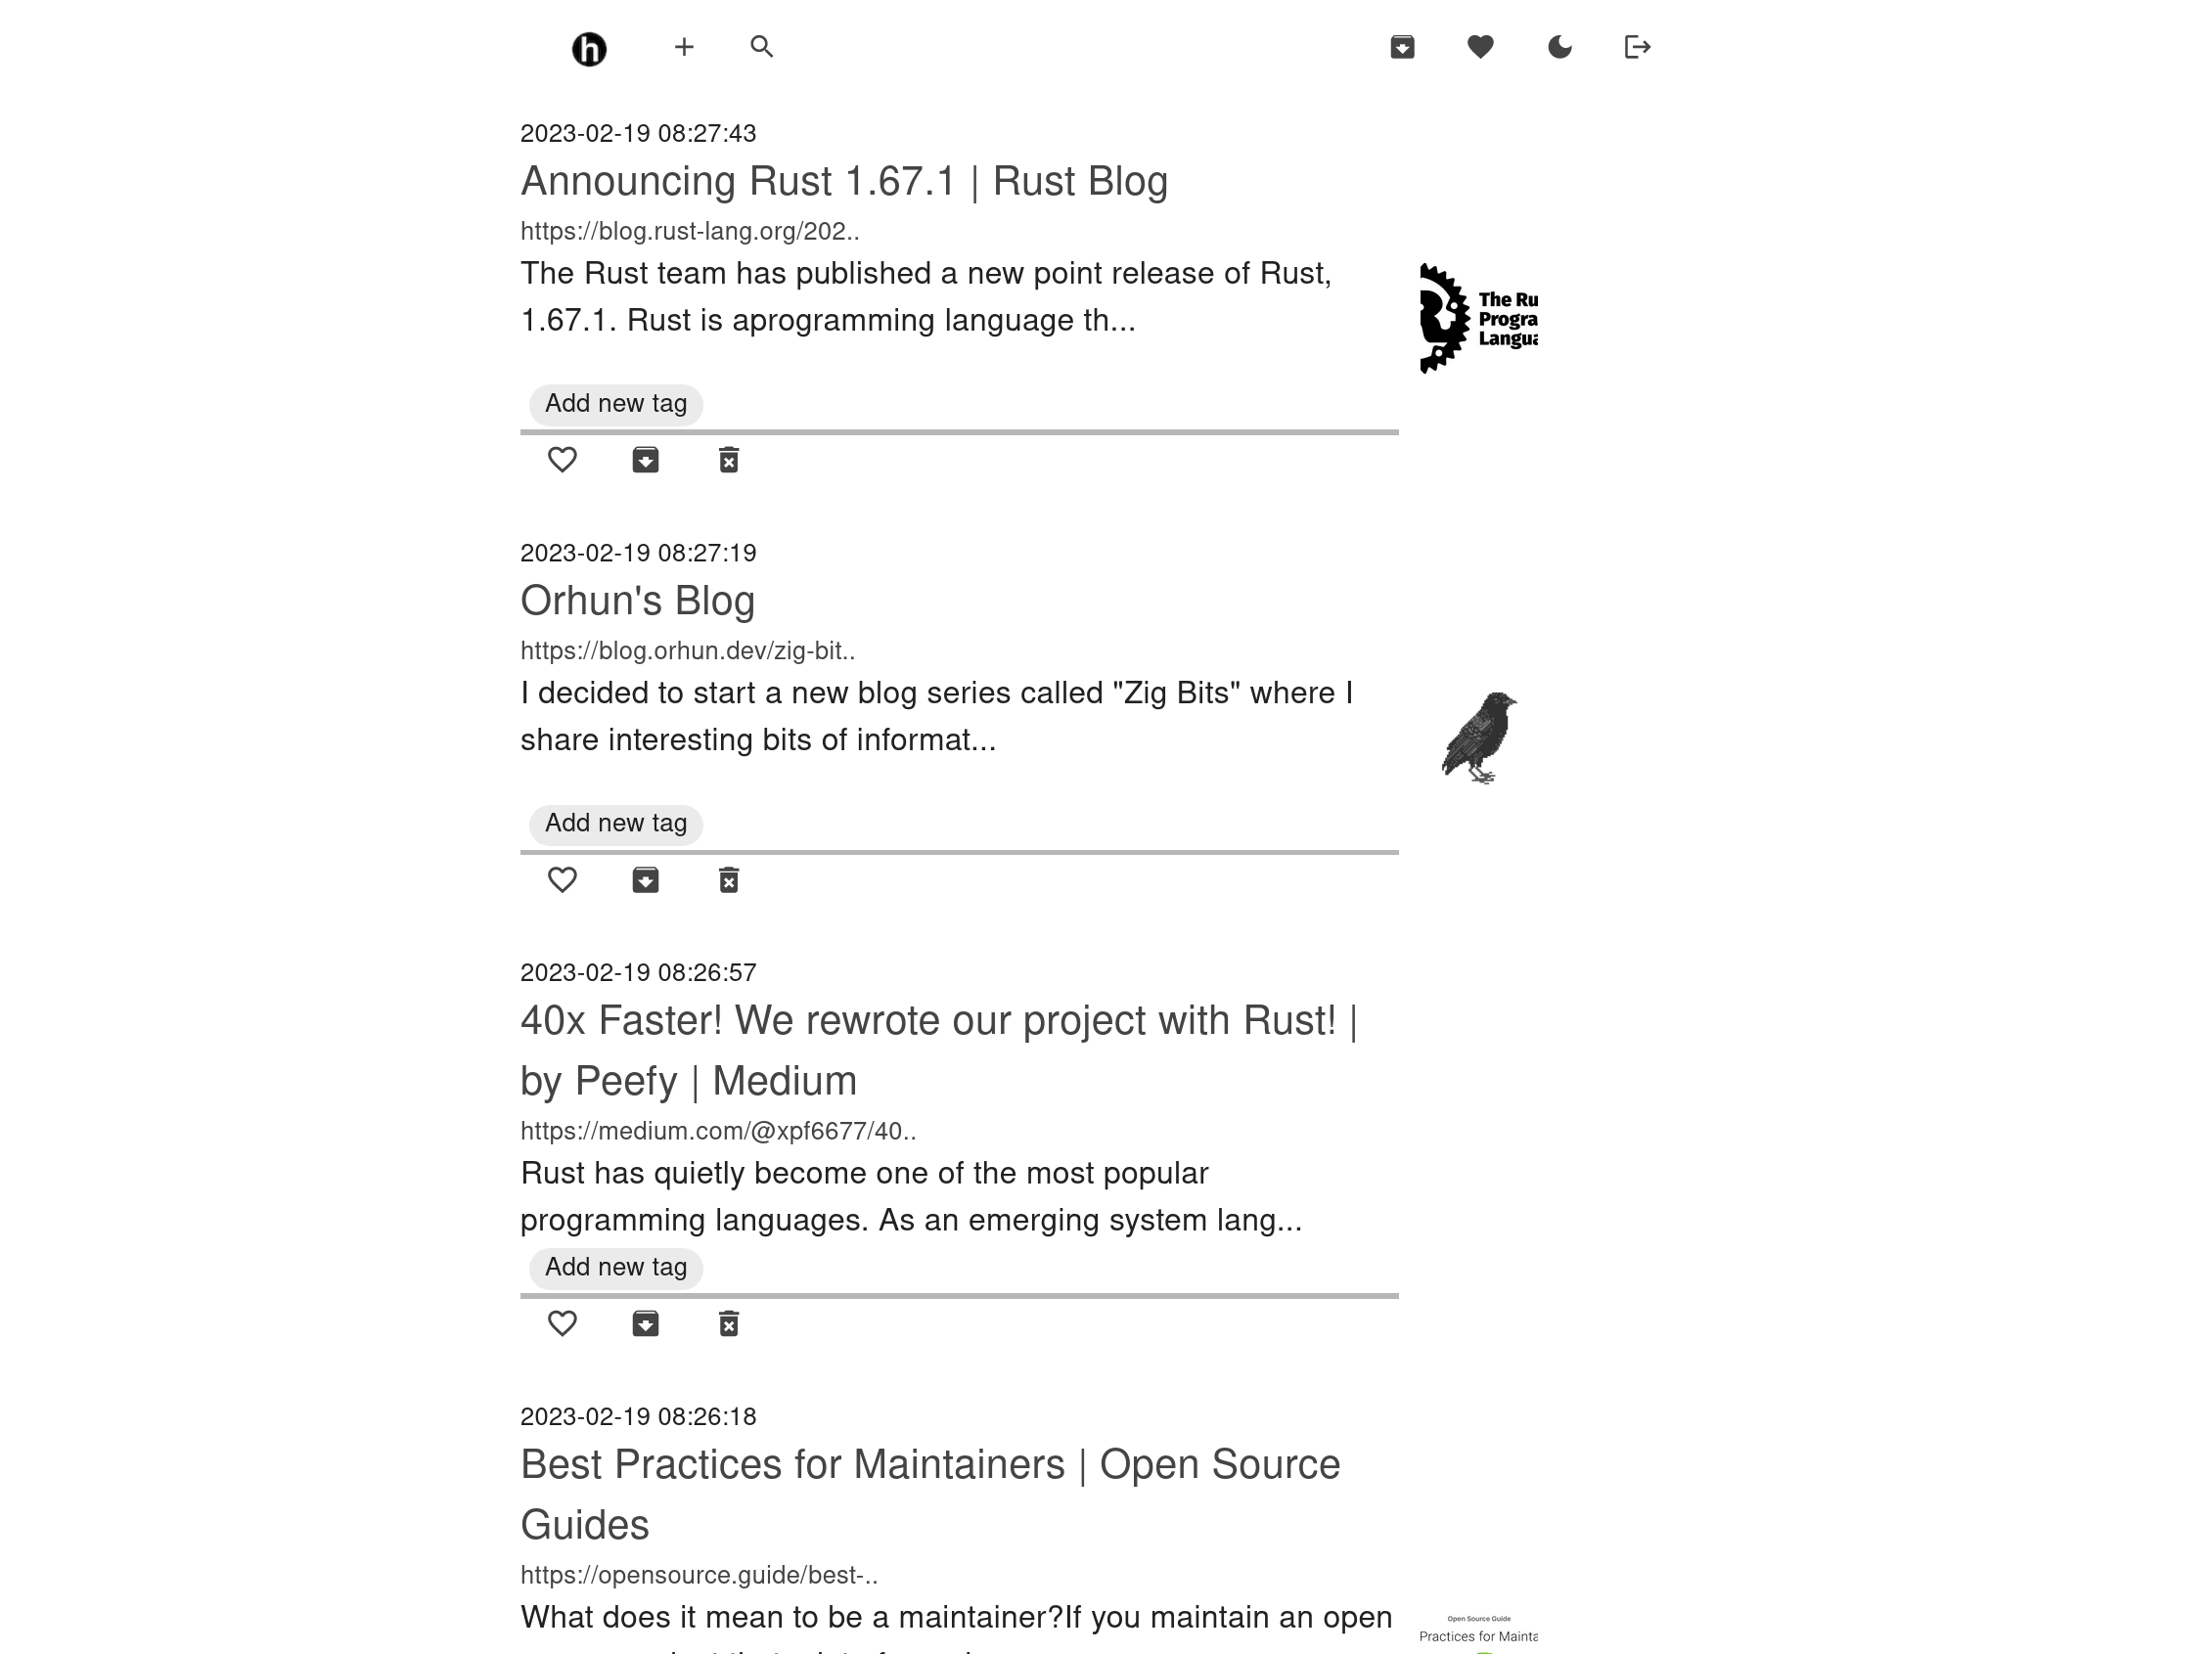 h
2023-02-19 08:27:43
Announcing Rust 1.67.1 | Rust Blog
https://blog.rust-lang.org/202..
The Rust team has published a new point release of Rust,
1.67.1. Rust is aprogramming language th...
The Ru
Progra
Langua
Add new tag
2023-02-19 08:27:19
Orhun's Blog
https://blog.orhun.dev/zig-bit..
I decided to start a new blog series called "Zig Bits" where I
share interesting bits of informat...
Add new tag
2023-02-19 08:26:57
40x Faster! We rewrote our project with Rust! |
by Peefy | Medium
https://medium.com/@xpf6677/40..
Rust has quietly become one of the most popular
programming languages. As an emerging system lang...
Add new tag
2023-02-19 08:26:18
Best Practices for Maintainers | Open Source
Guides
https://opensource.guide/best-..
What does it mean to be a maintainer?If you maintain an open
Open Source Guide
Practices for Mainta